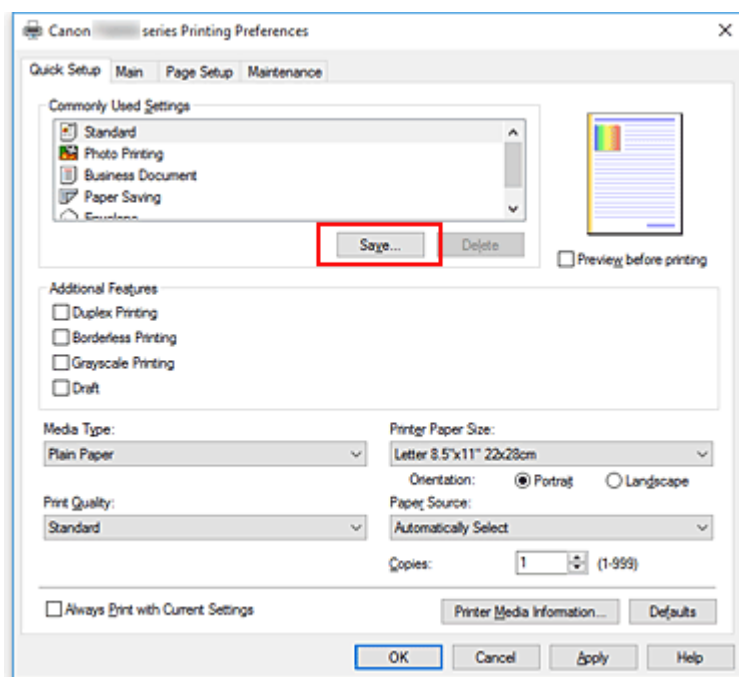 Canon series Printing Preferences
Quick Setup Main Page Setup Maintenance
Commonly Used Settings
Standard
Photo Printing
Business Document
Paper Saving
Envelope
Save... Delete
Preview before printing
Additional Features
Duplex Printing
Borderless Printing
Grayscale Printing
Draft
Media Type: Printer Paper Size:
Plain Paper Letter 8.5"x11" 22x28cm
Orientation: Portrait Landscape
Print Quality: Paper Source:
Standard Automatically Select
Copies: 1 (1-999)
Always Print with Current Settings Printer Media Information... Defaults
OK Cancel Apply Help